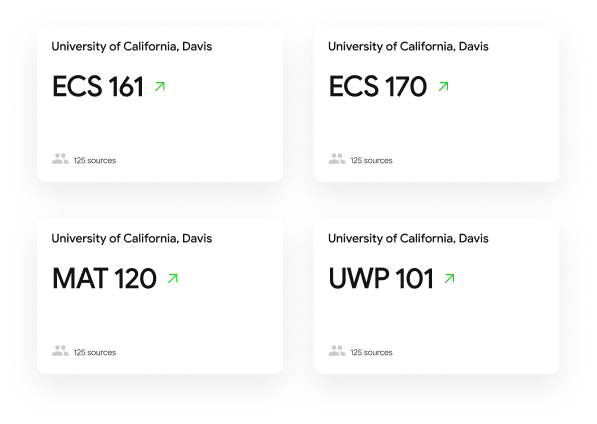 University of California, Davis
ECS 161
125 sources
University of California, Davis
ECS 170
125 sources
University of California, Davis
MAT 120
125 sources
University of California, Davis
UWP 101
125 sources